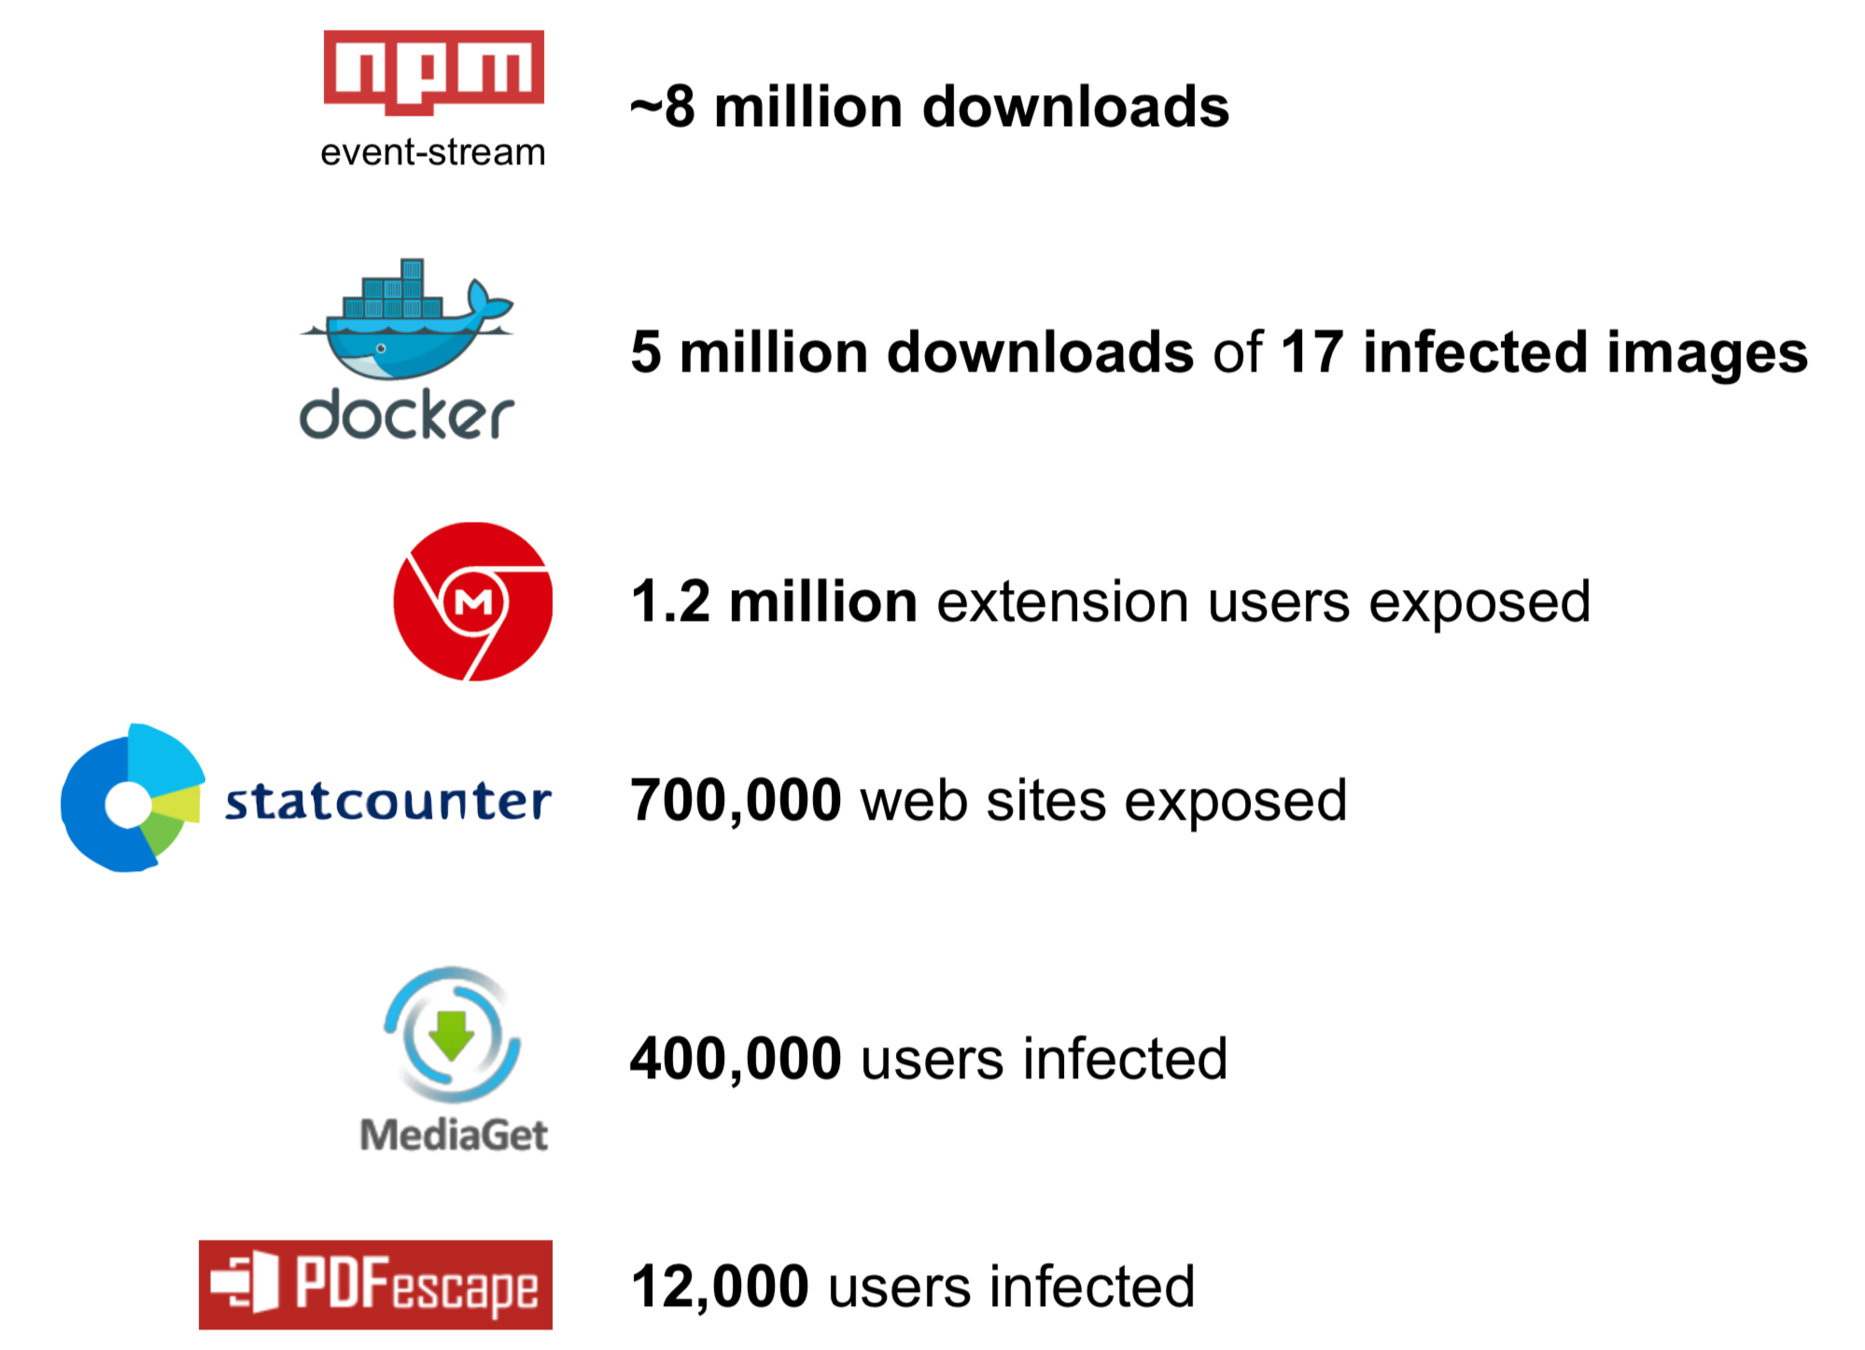 npm
event-stream
~8 million downloads
docker
5 million downloads of 17 infected images
M
1.2 million extension users exposed
statcounter
700,000 web sites exposed
MediaGet
400,000 users infected
PDFescape
12,000 users infected